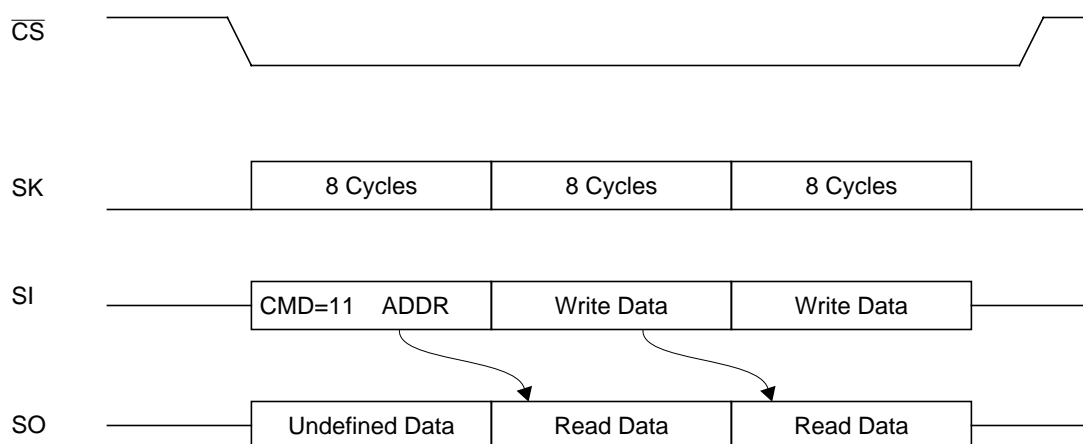 CS
SK 8 Cycles 8 Cycles 8 Cycles
SI CMD=11 ADDR Write Data Write Data
SO Undefined Data Read Data Read Data